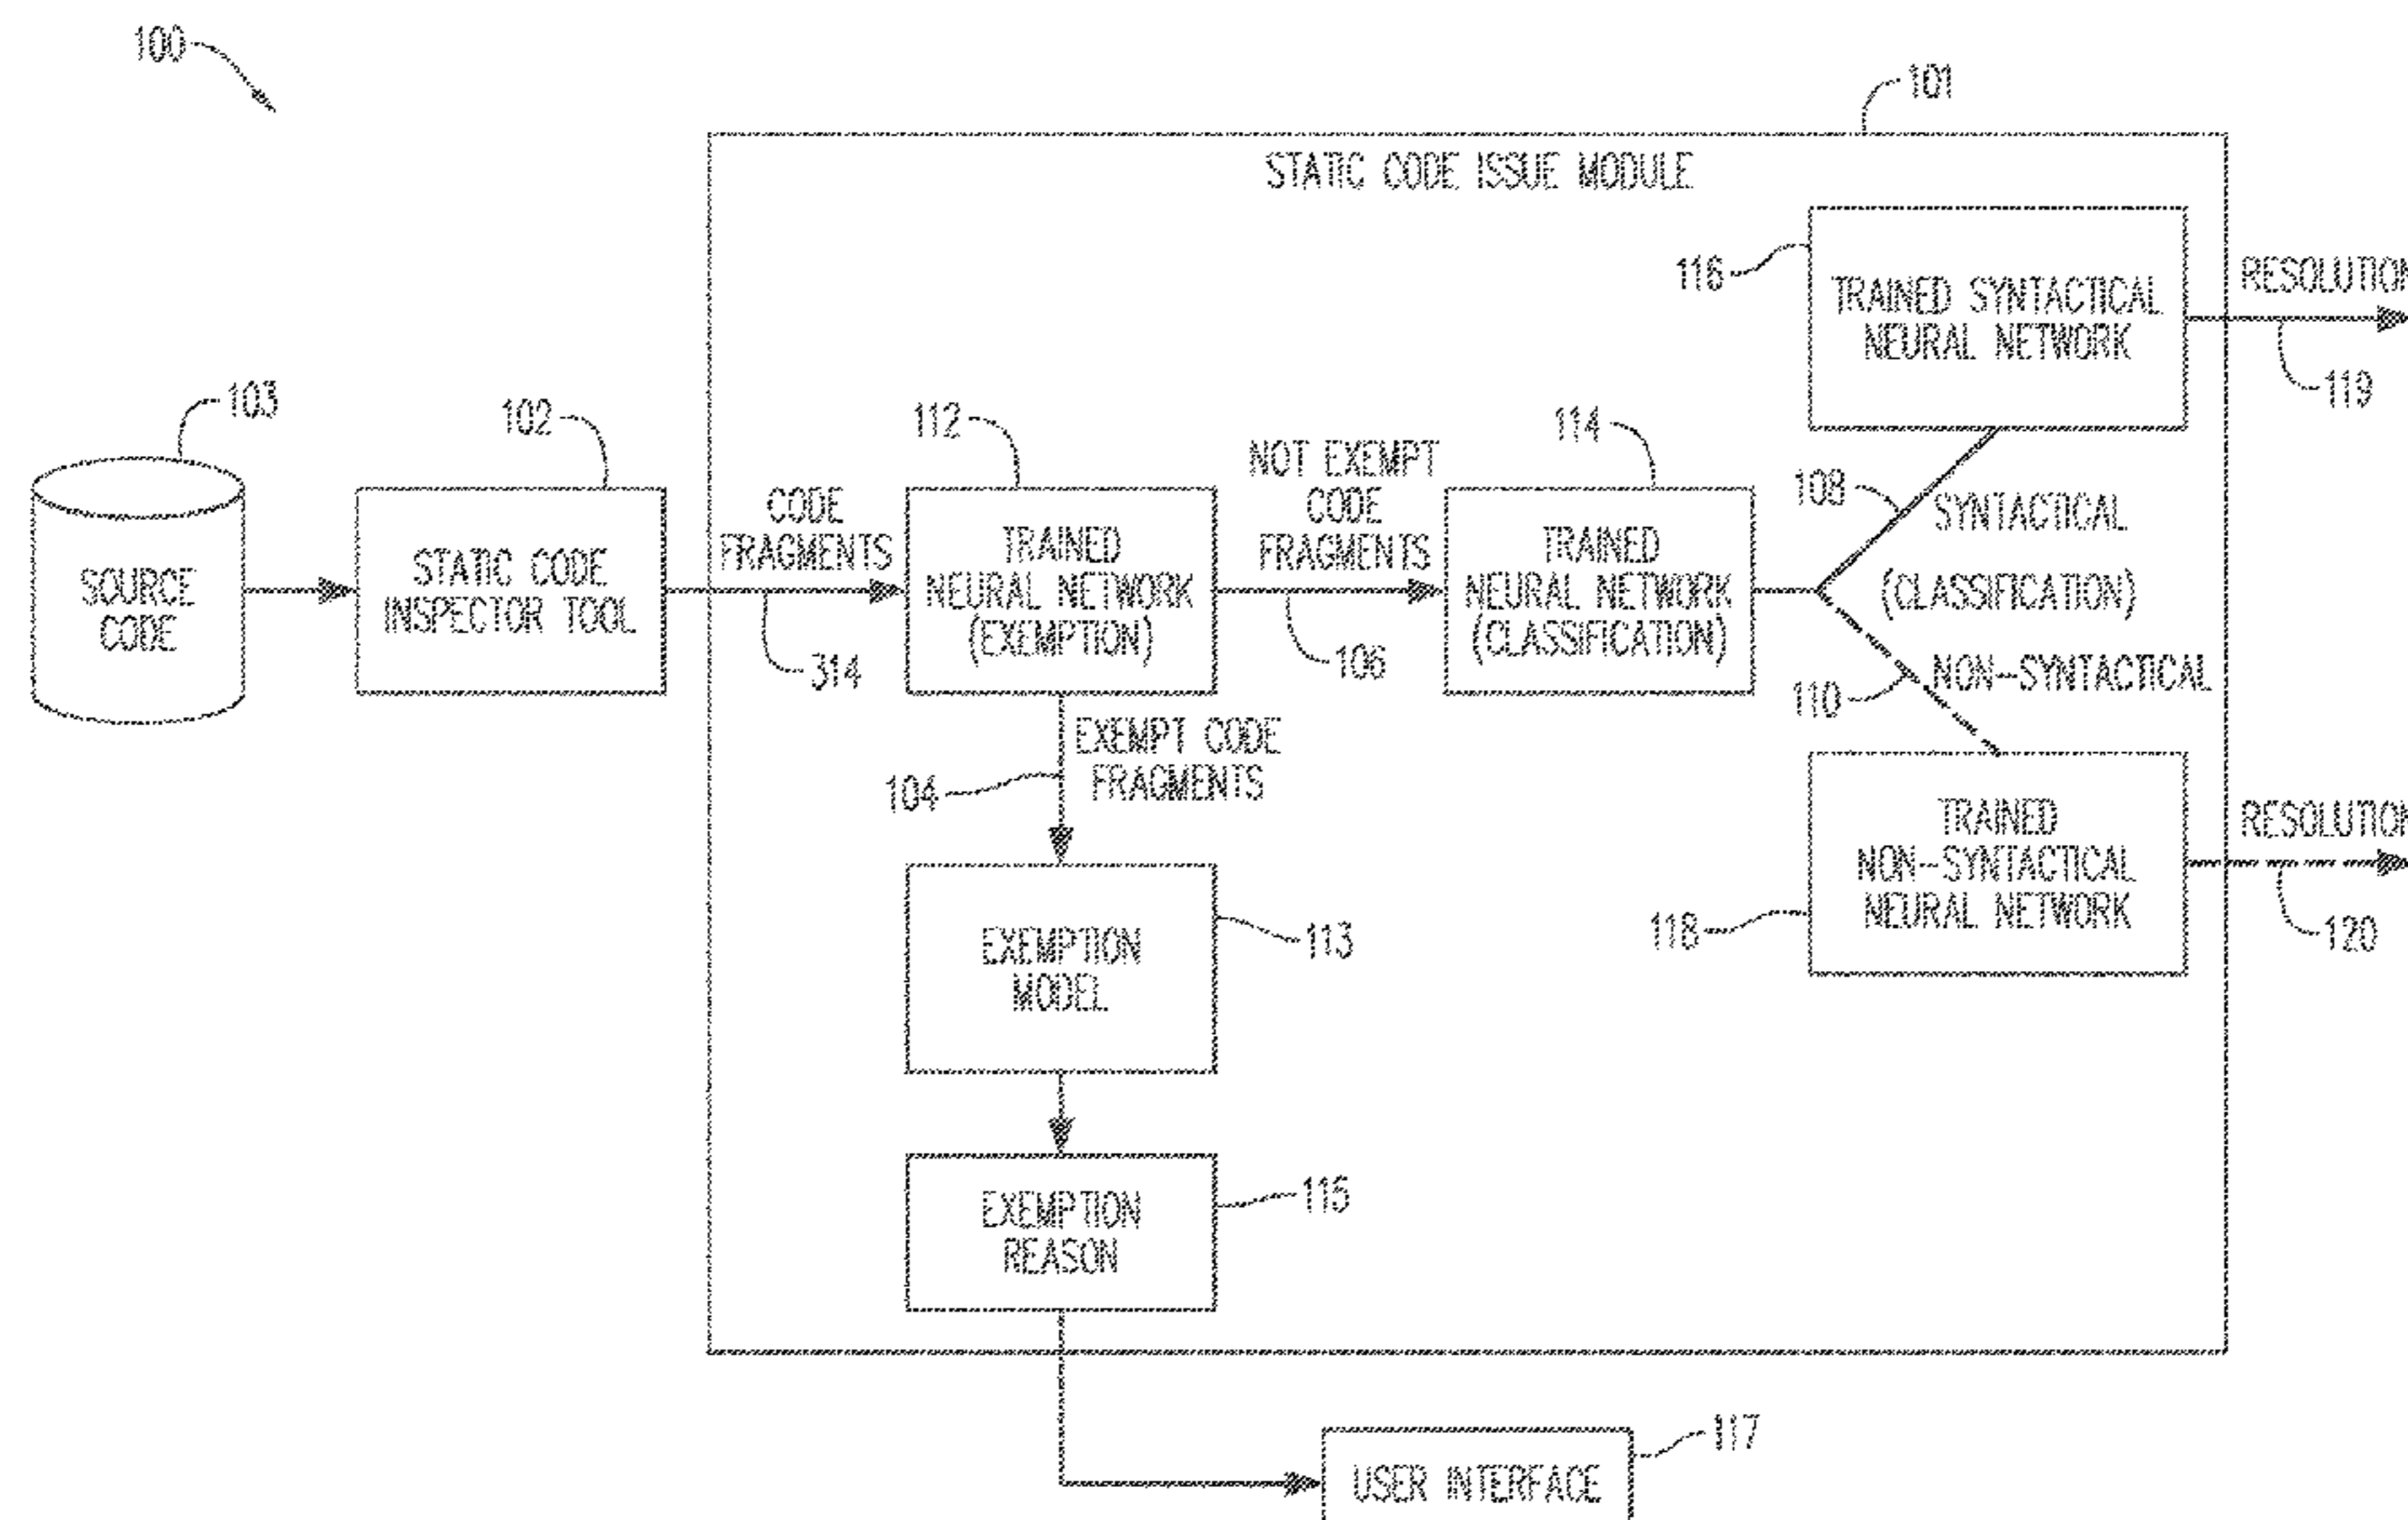 100
101
STATIC CODE ISSUE MODULE
116
TRAINED SYNTACTICAL
NEURAL NETWORK
RESOLUTION
119
103
SOURCE
CODE
102
STATIC CODE
INSPECTOR TOOL
CODE
FRAGMENTS
314
112
TRAINED
NEURAL NETWORK
(EXEMPTION)
NOT EXEMPT
CODE
FRAGMENTS
106
114
TRAINED
NEURAL NETWORK
(CLASSIFICATION)
108
SYNTACTICAL
(CLASSIFICATION)
NON-SYNTACTICAL
110
104
EXEMPT CODE
FRAGMENTS
TRAINED
NON-SYNTACTICAL
NEURAL NETWORK
118
RESOLUTION
120
EXEMPTION
MODEL
113
EXEMPTION
REASON
115
USER INTERFACE
117